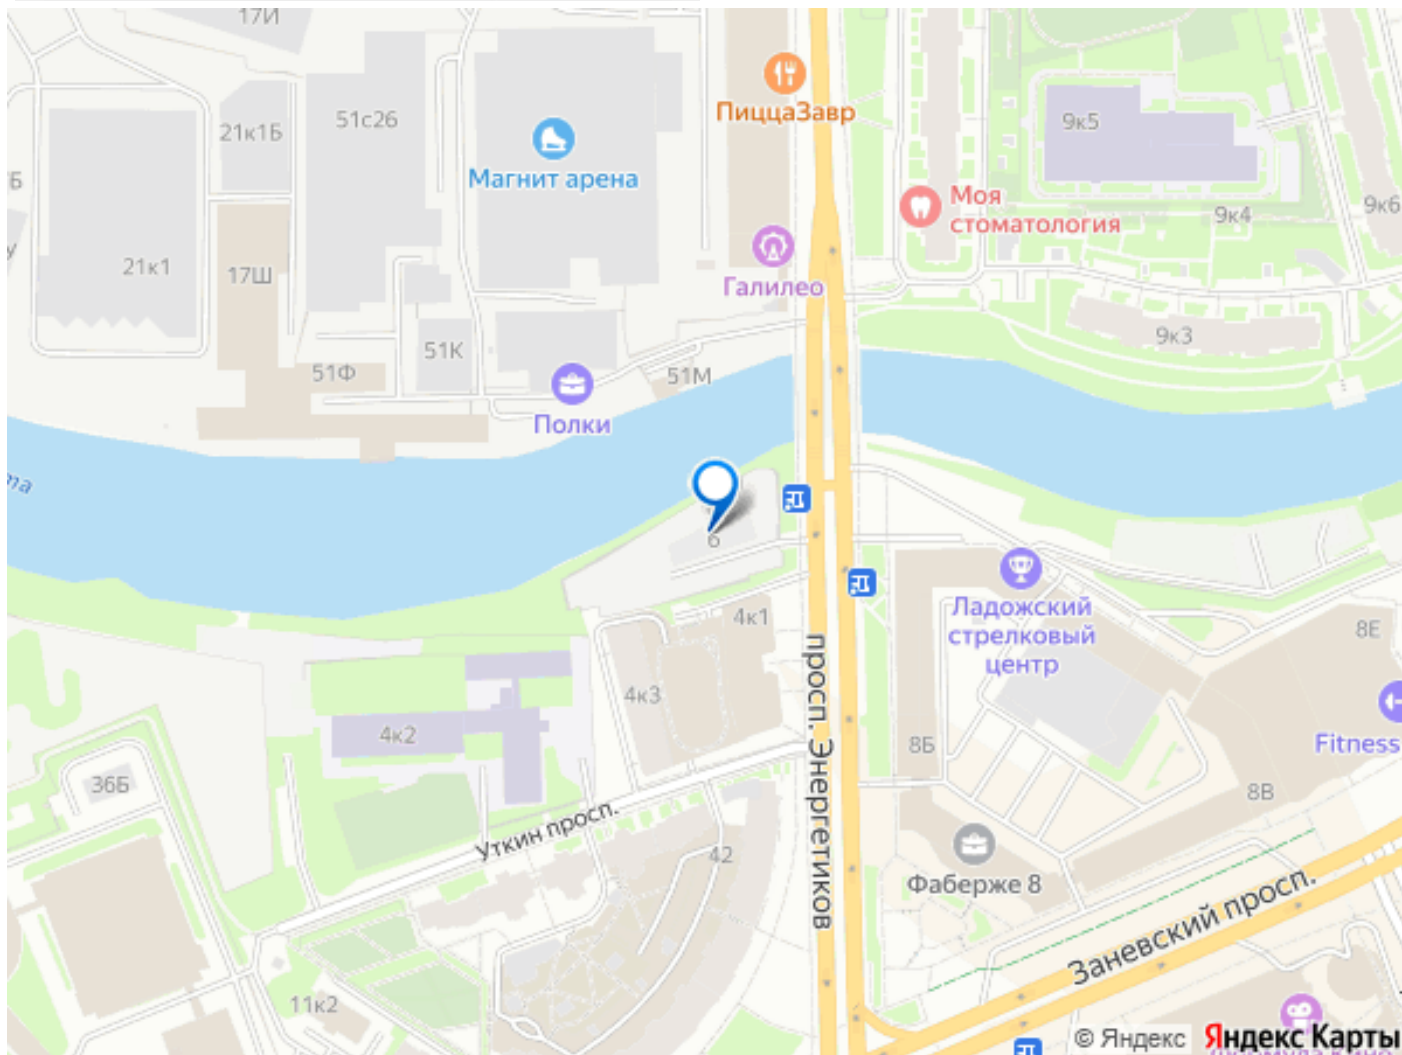 17И
ПиццаЗавр
51с26
21к1Б
9к5
Магнит арена
Моя
стоматология
9к4
9к6
21к1
17Ш
Галилео
9к3
51К
51Ф
51М
Полки
6
Ладожский
стрелковый
центр
4к1
8Е
4к3
просп. Энергетиков
4к2
8Б
Fitness
36Б
8В
Уткин просп.
42
Фаберже 8
Заневский просп.
11к2
© Яндекс
Яндекс Карты